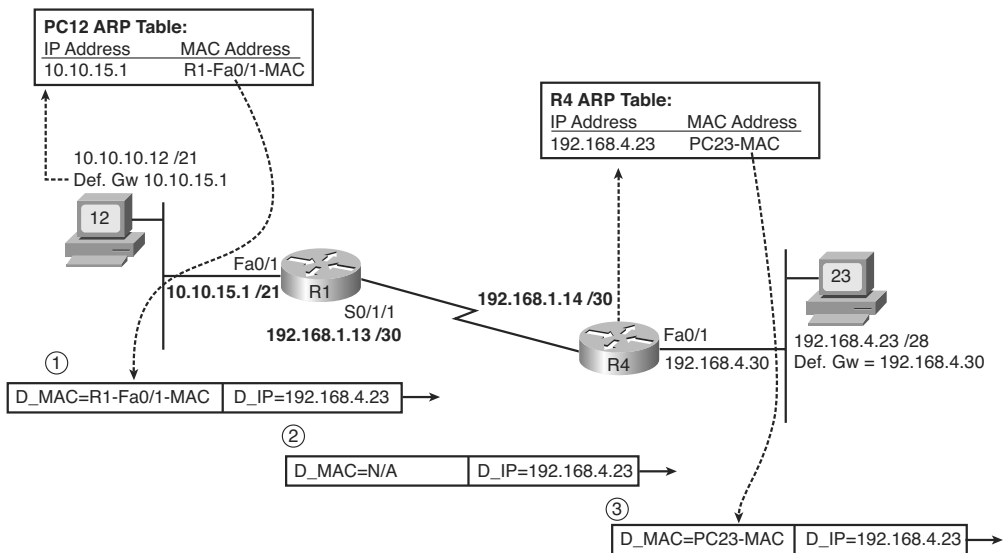 PC12 ARP Table:
IP Address MAC Address
10.10.15.1 R1-Fa0/1-MAC
R4 ARP Table:
IP Address MAC Address
192.168.4.23 PC23-MAC
10.10.10.12 /21
Def. Gw 10.10.15.1
12
Fa0/1
10.10.15.1 /21
R1
S0/1/1
192.168.1.13 /30
192.168.1.14 /30
R4
Fa0/1
192.168.4.30
23
192.168.4.23 /28
Def. Gw = 192.168.4.30
1
D_MAC=R1-Fa0/1-MAC D_IP=192.168.4.23
2
D_MAC=N/A D_IP=192.168.4.23
3
D_MAC=PC23-MAC D_IP=192.168.4.23